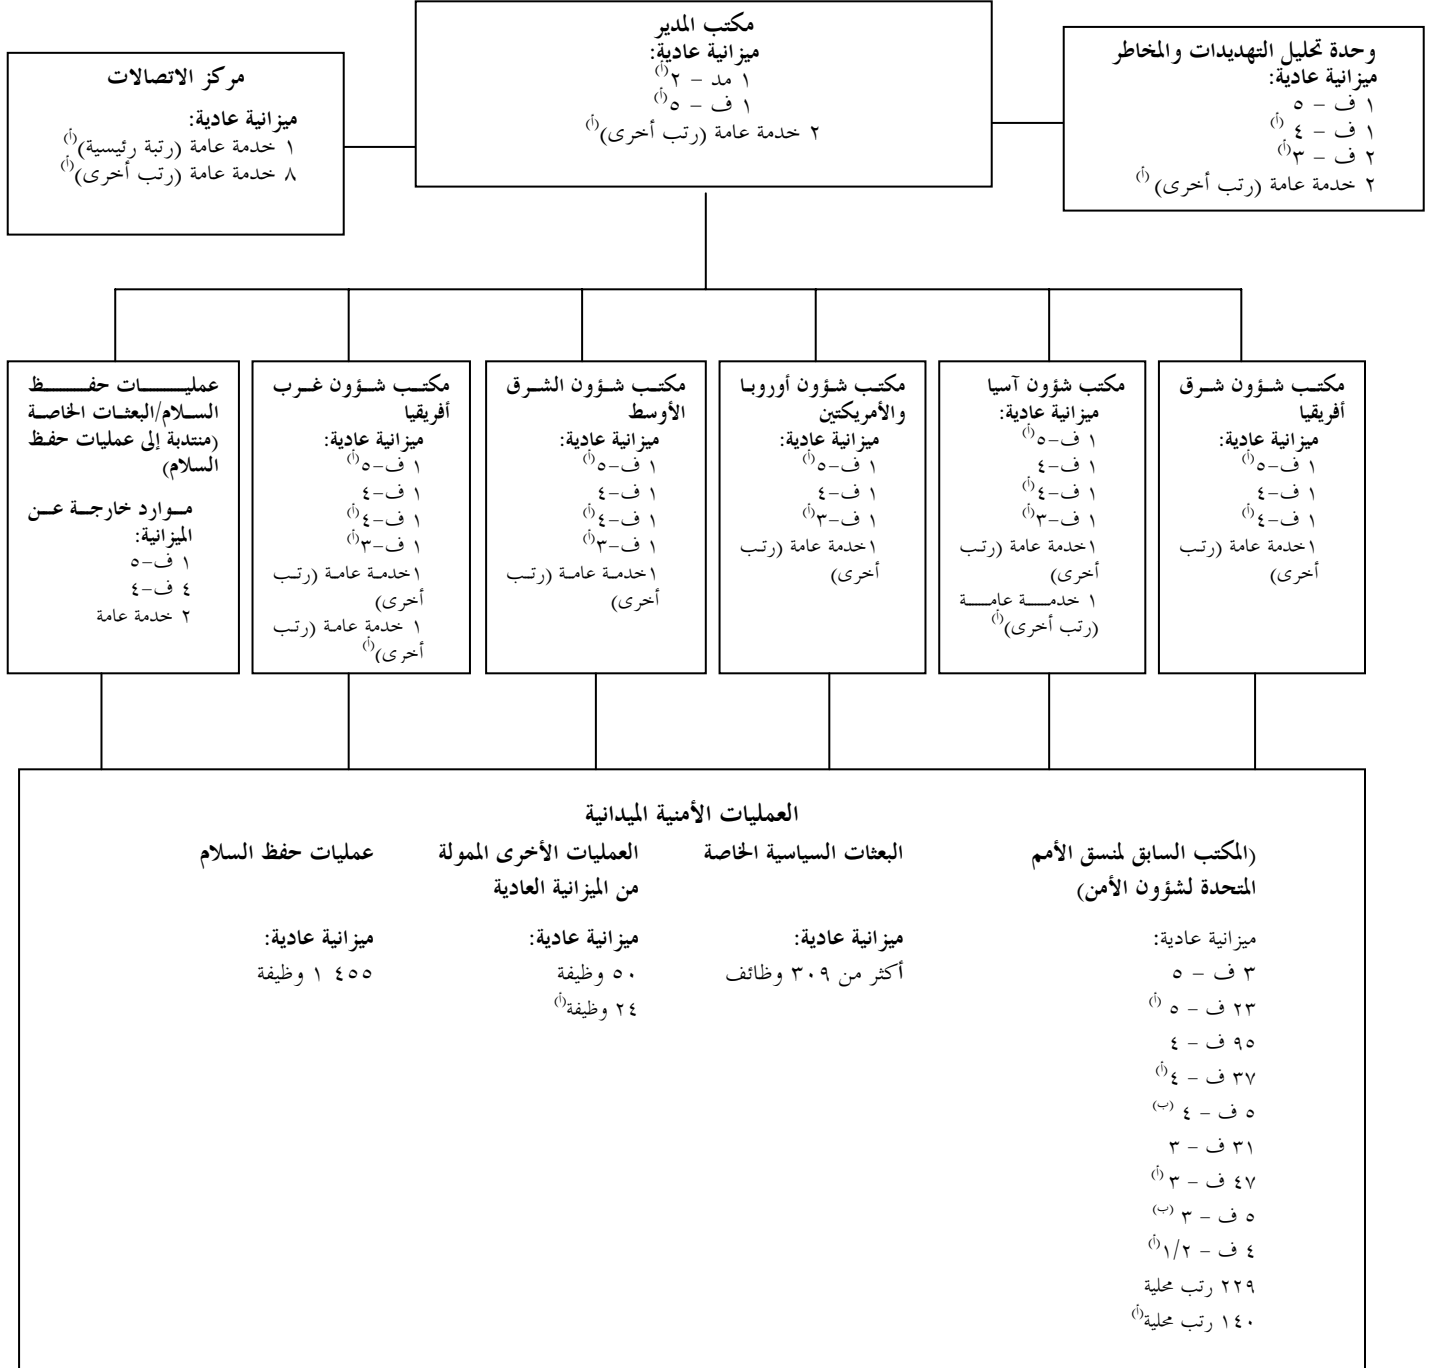 مكتب المدير
ميزانية عادية:
١ مد – ٢(أ)
١ ف – ٥(أ)
٢ خدمة عامة (رتب أخرى)(أ)
وحدة تحليل التهديدات والمخاطر
ميزانية عادية:
١ ف – ٥
١ ف – ٤ (أ)
٢ ف – ٣(أ)
٢ خدمة عامة (رتب أخرى) (أ)
مركز الاتصالات
ميزانية عادية:
١ خدمة عامة (رتبة رئيسية)(أ)
٨ خدمة عامة (رتب أخرى)(أ)
مكتب شؤون شرق
أفريقيا
ميزانية عادية:
١ ف-٥(أ)
١ ف-٤
١ ف-٤(أ)
١خدمة عامة (رتب
أخرى)
مكتب شؤون آسيا
ميزانية عادية:
١ ف-٥(أ)
١ ف-٤
١ ف-٤(أ)
١ ف-٣(أ)
١خدمة عامة (رتب
أخرى)
١ خدمة عامة
(رتب أخرى)(أ)
مكتب شؤون أوروبا
والأمريكتين
ميزانية عادية:
١ ف-٥(أ)
١ ف-٤
١ ف-٣(أ)
١خدمة عامة (رتب
أخرى)
مكتب شؤون الشرق
الأوسط
ميزانية عادية:
١ ف-٥(أ)
١ ف-٤
١ ف-٤(أ)
١ ف-٣(أ)
١خدمة عامة (رتب
أخرى)
مكتب شؤون غرب
أفريقيا
ميزانية عادية:
١ ف-٥(أ)
١ ف-٤
١ ف-٤(أ)
١ ف-٣(أ)
١خدمة عامة (رتب
أخرى)
١ خدمة عامة (رتب
أخرى)(أ)
عمليات حفظ
السلام/البعثات الخاصة
(منتدبة إلى عمليات حفظ
السلام)
موارد خارجة عن
الميزانية:
١ ف-٥
٤ ف-٤
٢ خدمة عامة
العمليات الأمنية الميدانية
(المكتب السابق لمنسق الأمم
المتحدة لشؤون الأمن)
ميزانية عادية:
٣ ف – ٥
٢٣ ف – ٥ (أ)
٩٥ ف – ٤
٣٧ ف – ٤(أ)
٥ ف – ٤ (ب)
٣١ ف – ٣
٤٧ ف – ٣ (أ)
٥ ف – ٣ (ب)
٤ ف – ١/٢(أ)
٢٢٩ رتب محلية
١٤٠ رتب محلية(أ)
البعثات السياسية الخاصة
ميزانية عادية:
أكثر من ٣٠٩ وظائف
العمليات الأخرى الممولة
من الميزانية العادية
ميزانية عادية:
٥٠ وظيفة
٢٤ وظيفة(أ)
عمليات حفظ السلام
ميزانية عادية:
٤٥٥ ١ وظيفة